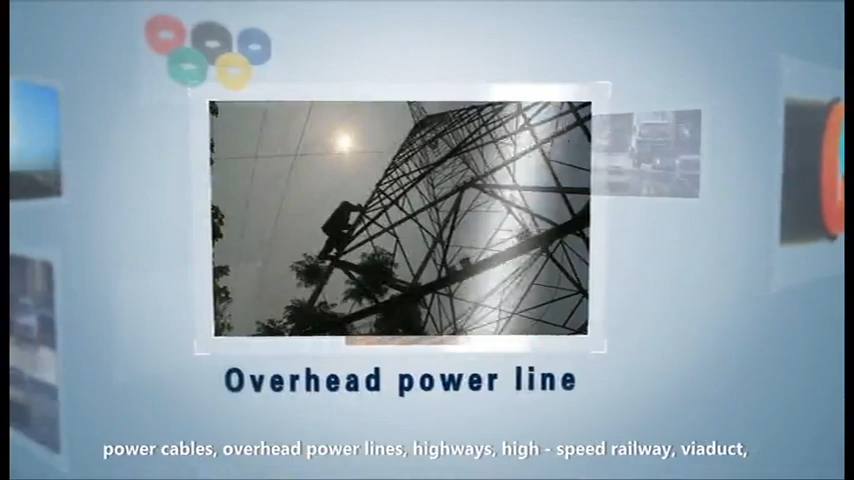 Overhead power line
power cables, overhead power lines, highways, high - speed railway, viaduct,